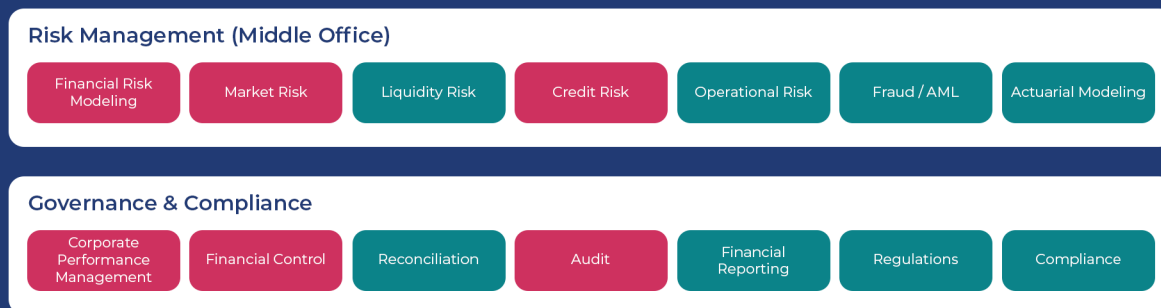 Risk Management (Middle Office)
Financial Risk
Modeling
Market Risk
Liquidity Risk
Credit Risk
Operational Risk
Fraud / AML
Actuarial Modeling
Governance & Compliance
Corporate
Performance
Management
Financial Control
Reconciliation
Audit
Financial
Reporting
Regulations
Compliance